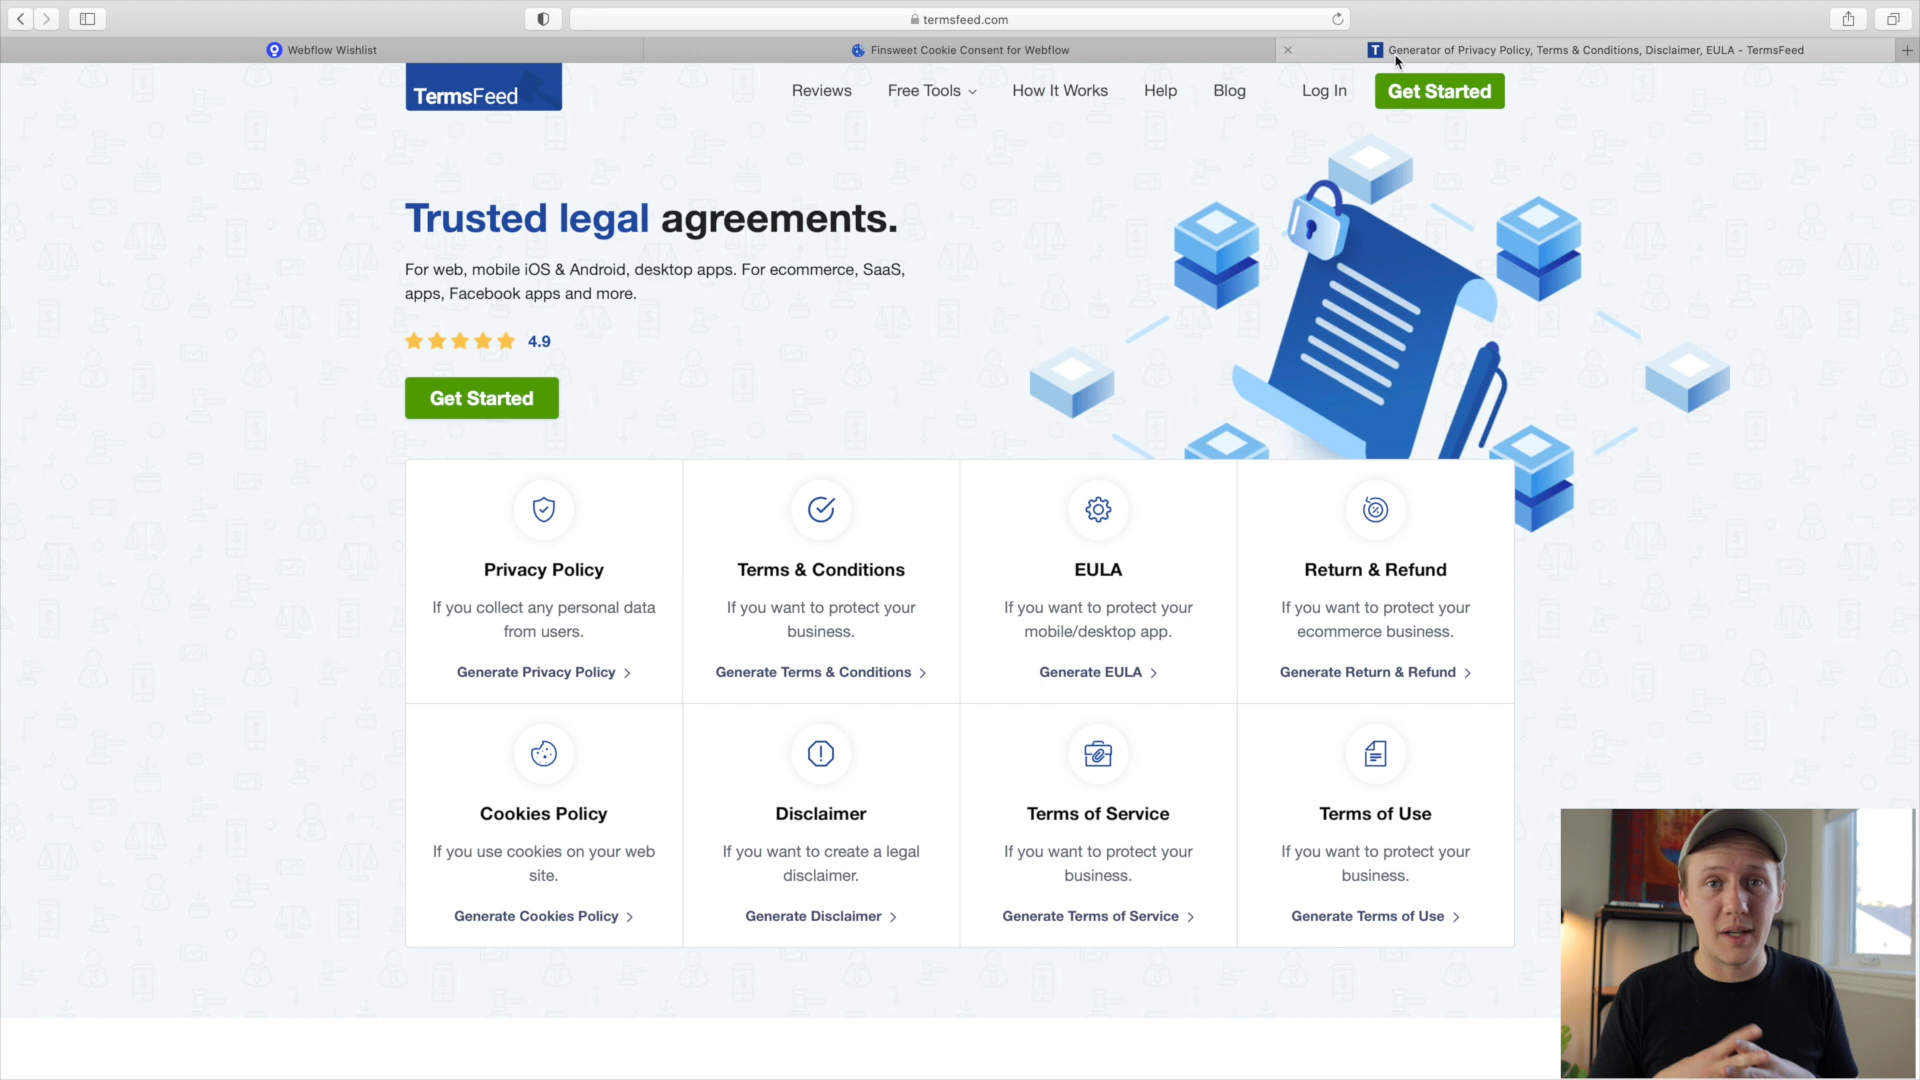 termsfeed.com
Webflow Wishlist
Finsweet Cookie Consent for Webflow
T Generator of Privacy Policy, Terms & Conditions, Disclaimer, EULA - TermsFeed
TermsFeed
Reviews
Free Tools
How It Works
Help
Blog
Log In
Get Started
Trusted legal agreements.
For web, mobile iOS & Android, desktop apps. For ecommerce, SaaS,
apps, Facebook apps and more.
4.9
Get Started
Privacy Policy
If you collect any personal data
from users.
Generate Privacy Policy
Terms & Conditions
If you want to protect your
business.
Generate Terms & Conditions
EULA
If you want to protect your
mobile/desktop app.
Generate EULA
Return & Refund
If you want to protect your
ecommerce business.
Generate Return & Refund
Cookies Policy
If you use cookies on your web
site.
Generate Cookies Policy
Disclaimer
If you want to create a legal
disclaimer.
Generate Disclaimer
Terms of Service
If you want to protect your
business.
Generate Terms of Service
Terms of Use
If you want to protect your
business.
Generate Terms of Use